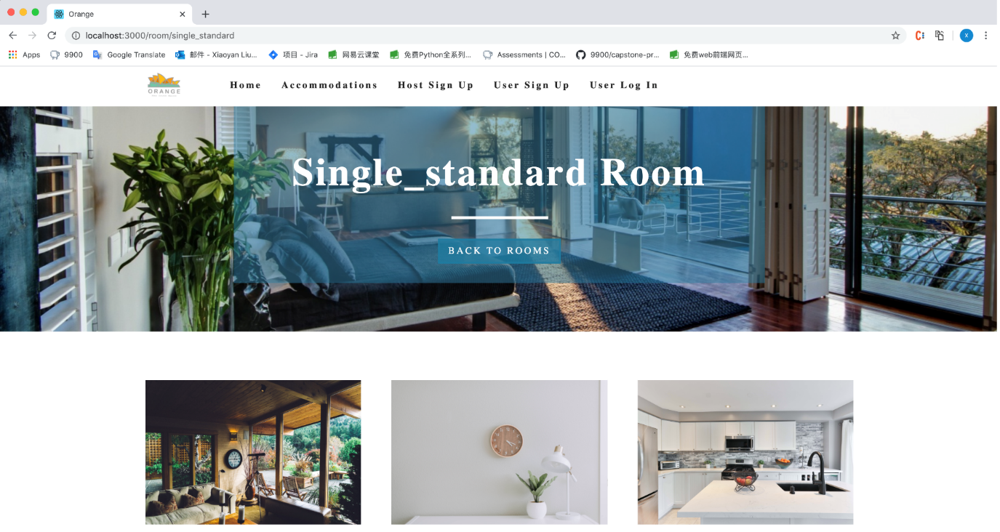 Orange
localhost:3000/room/single_standard
Apps 9900 Google Translate 邮件 - Xiaoyan Liu... 项目 - Jira 网易云课堂 免费Python全系列... Assessments | CO... 9900/capstone-pr... 免费web前端网页...
ORANGE
Home Accommodations Host Sign Up User Sign Up User Log In
Single_standard Room
BACK TO ROOMS